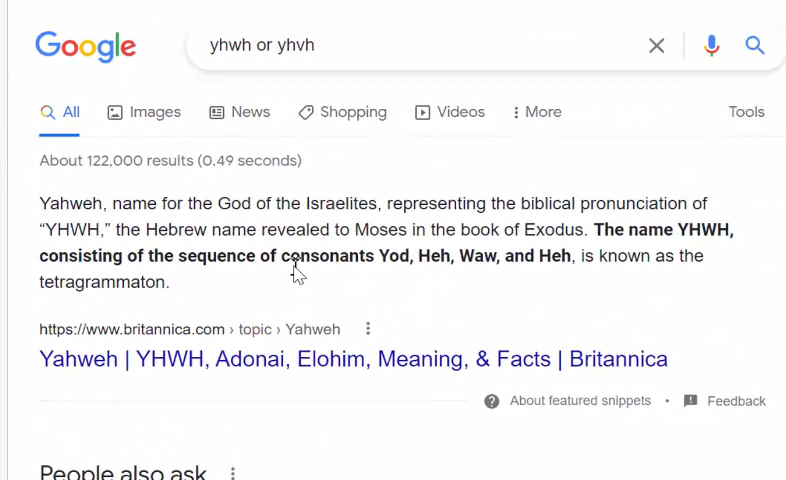 Google yhwh or yhvh
All Images News Shopping Videos More Tools
About 122,000 results (0.49 seconds)
Yahweh, name for the God of the Israelites, representing the biblical pronunciation of
“YHWH,” the Hebrew name revealed to Moses in the book of Exodus. The name YHWH,
consisting of the sequence of consonants Yod, Heh, Waw, and Heh, is known as the
tetragrammaton.
https://www.britannica.com › topic › Yahweh
Yahweh | YHWH, Adonai, Elohim, Meaning, & Facts | Britannica
About featured snippets • Feedback
People also ask